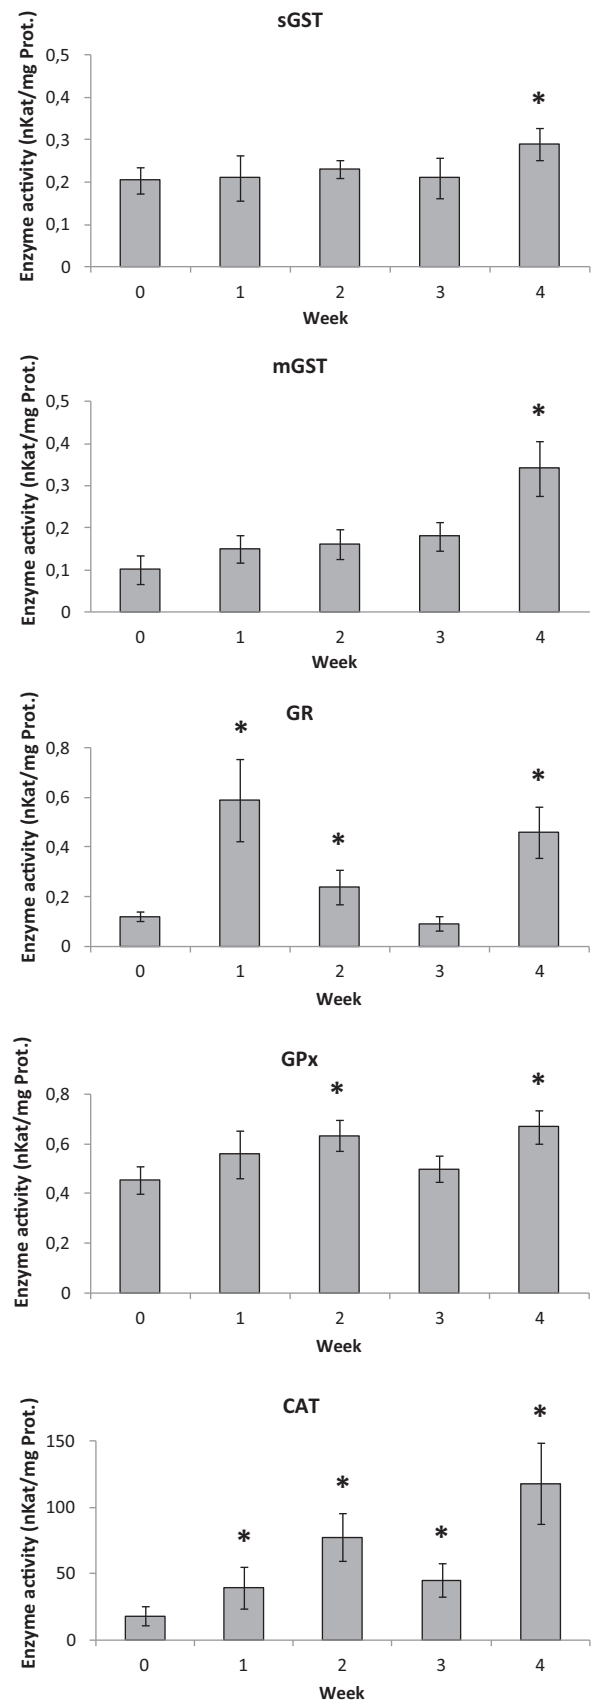 sGST
Enzyme activity (nKat/mg Prot.)
0,5
0,4
0,3
0,2
0,1
0
*
0 1 2 3 4
Week
mGST
Enzyme activity (nKat/mg Prot.)
0,5
0,4
0,3
0,2
0,1
0
*
0 1 2 3 4
Week
GR
Enzyme activity (nKat/mg Prot.)
0,8
0,6
0,4
0,2
0
* * *
0 1 2 3 4
Week
GPx
Enzyme activity (nKat/mg Prot.)
0,8
0,6
0,4
0,2
0
* *
0 1 2 3 4
Week
CAT
Enzyme activity (nKat/mg Prot.)
150
100
50
0
* * * *
0 1 2 3 4
Week